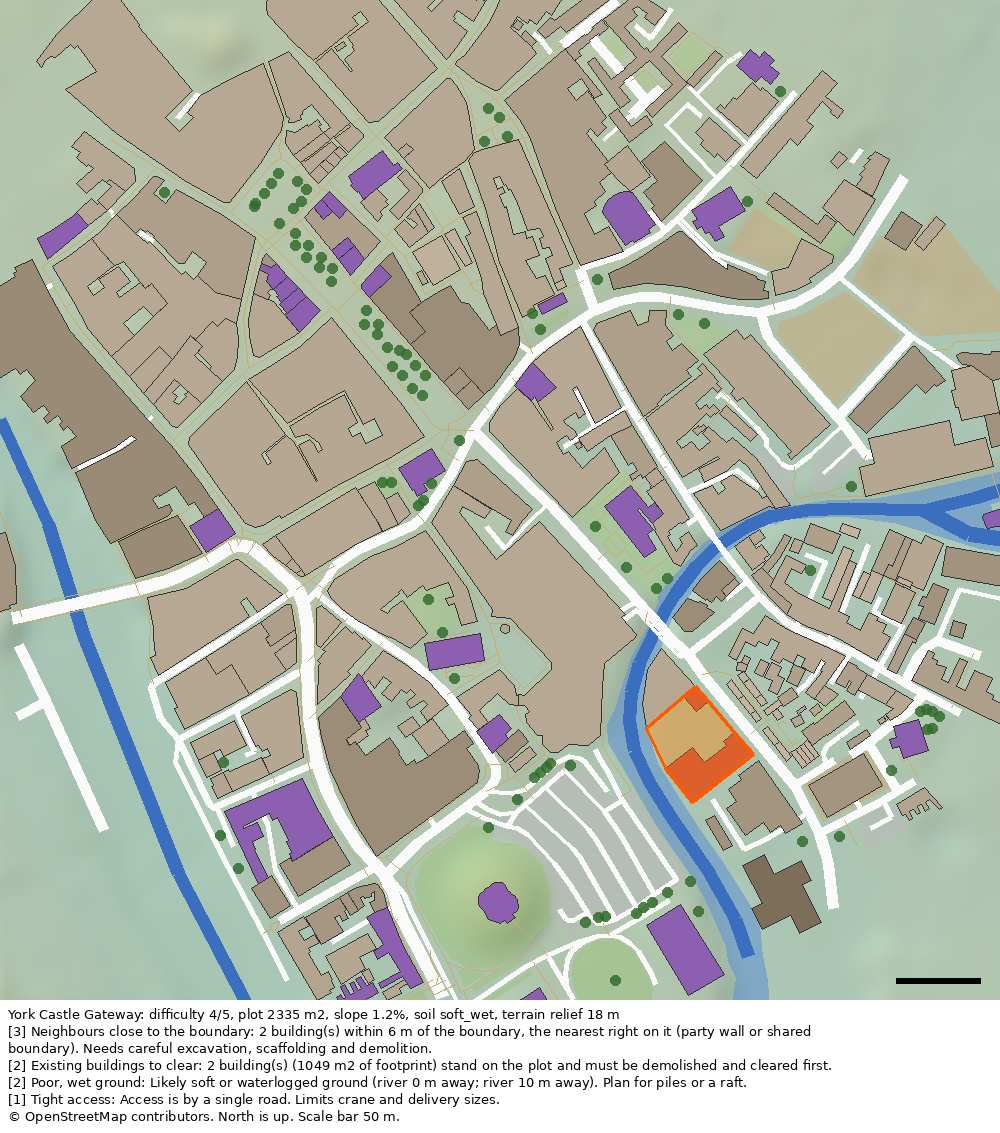 York Castle Gateway: difficulty 4/5, plot 2335 m2, slope 1.2%, soil soft_wet, terrain relief 18 m
[3] Neighbours close to the boundary: 2 building(s) within 6 m of the boundary, the nearest right on it (party wall or shared
boundary). Needs careful excavation, scaffolding and demolition.
[2] Existing buildings to clear: 2 building(s) (1049 m2 of footprint) stand on the plot and must be demolished and cleared first.
[2] Poor, wet ground: Likely soft or waterlogged ground (river 0 m away; river 10 m away). Plan for piles or a raft.
[1] Tight access: Access is by a single road. Limits crane and delivery sizes.
© OpenStreetMap contributors. North is up. Scale bar 50 m.